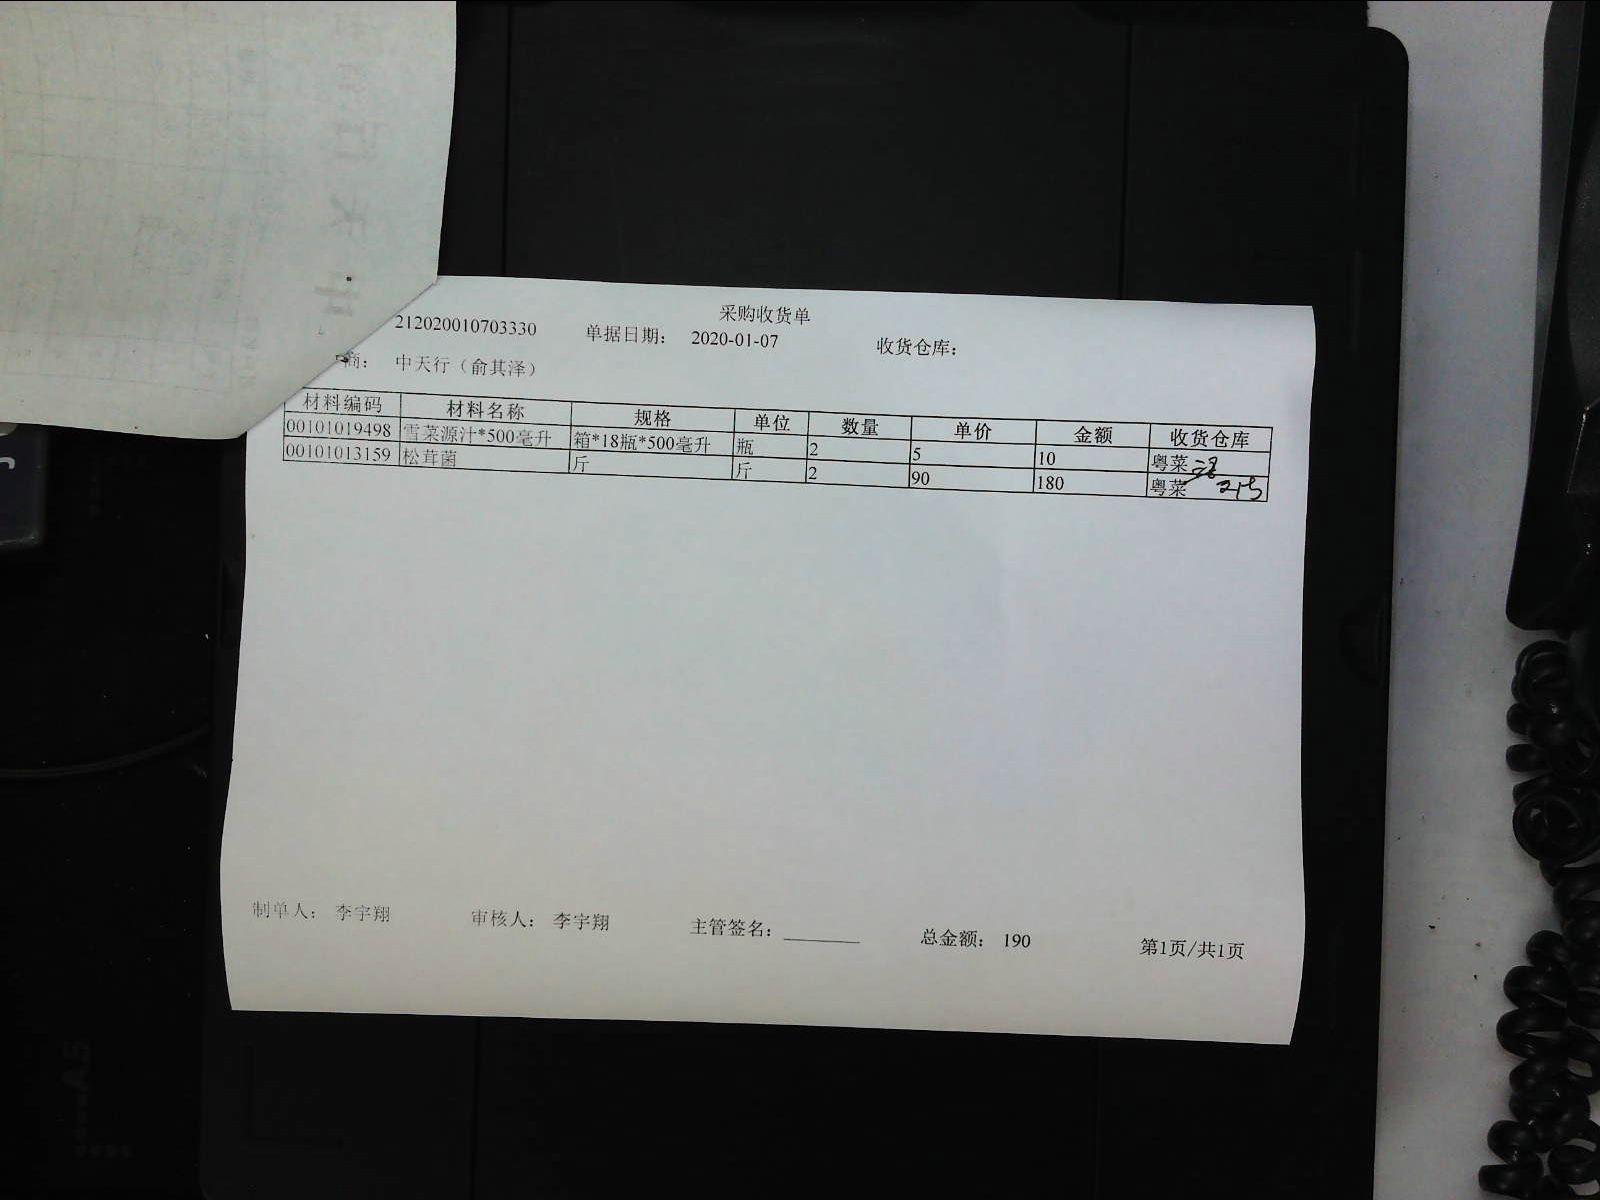 采购收货单
212020010703330 单据日期： 2020-01-07 收货仓库：
商： 中天行（俞其泽）
材料编码 材料名称 规格 单位 数量 单价 金额 收货仓库
00101019498 雪菜源汁*500毫升 箱*18瓶*500毫升 瓶 2 5 10 粤菜
00101013159 松茸菌 斤 斤 2 90 180 粤菜
制单人： 李宇翔 审核人： 李宇翔 主管签名： 总金额： 190 第1页/共1页